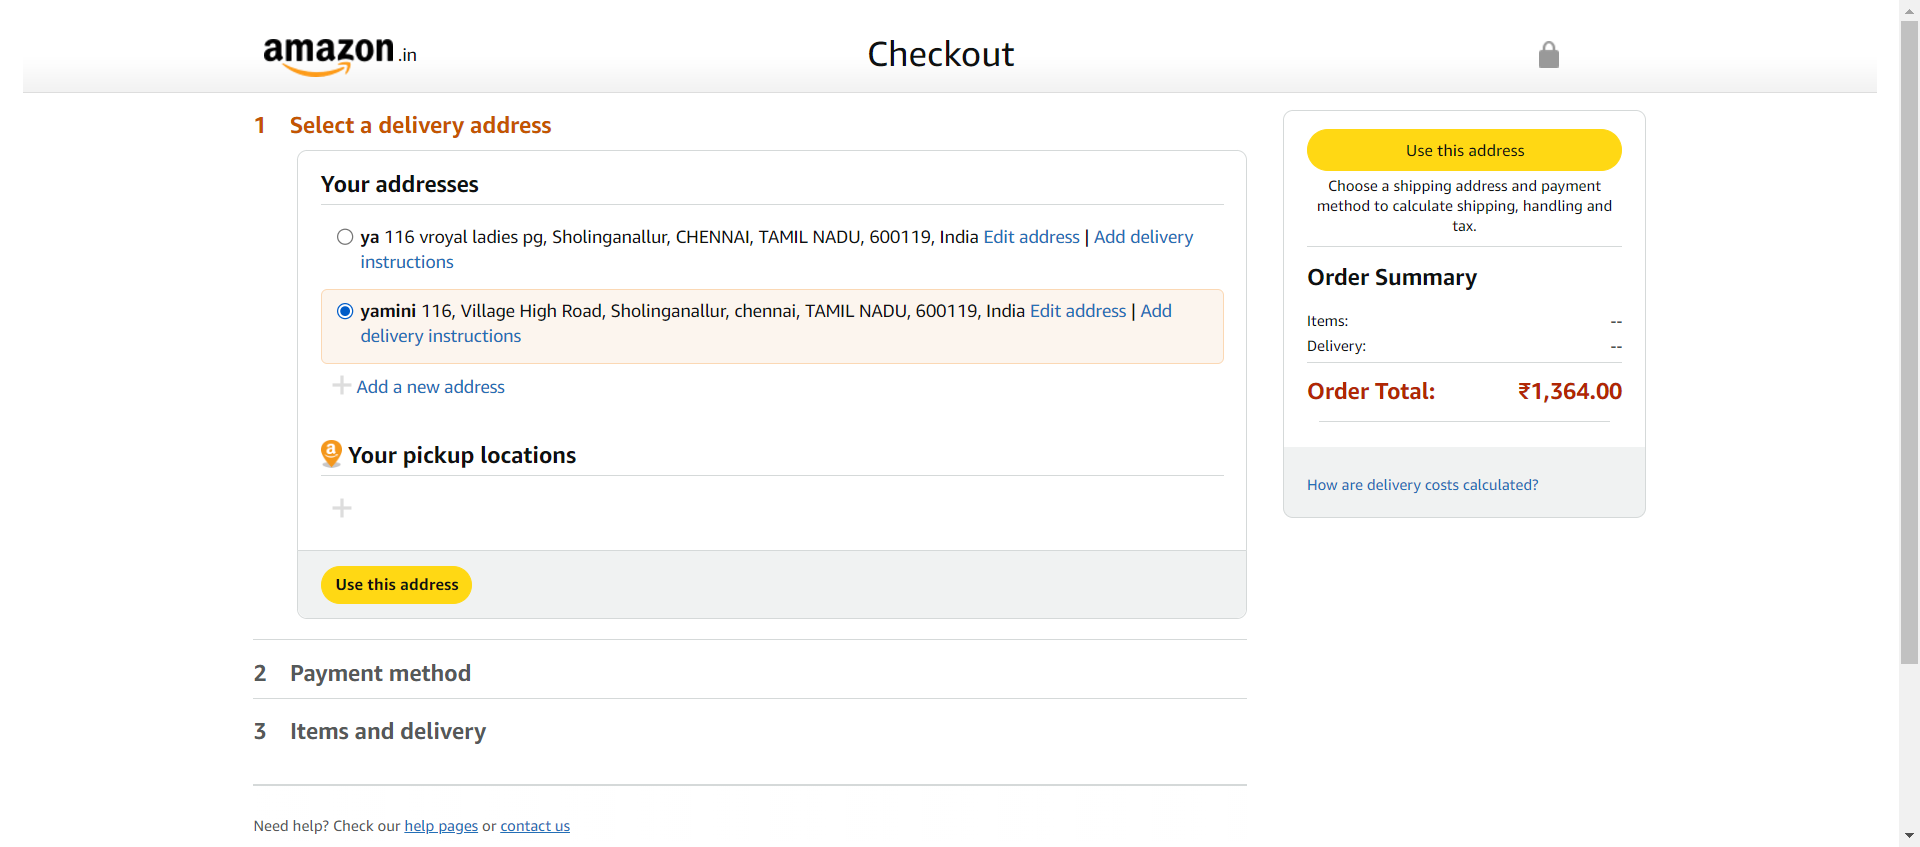 amazon.in
Checkout
1 Select a delivery address
Your addresses
ya 116 vroyal ladies pg, Sholinganallur, CHENNAI, TAMIL NADU, 600119, India Edit address | Add delivery
instructions
yamini 116, Village High Road, Sholinganallur, chennai, TAMIL NADU, 600119, India Edit address | Add
delivery instructions
Add a new address
Your pickup locations
Use this address
2 Payment method
3 Items and delivery
Need help? Check our help pages or contact us
Use this address
Choose a shipping address and payment
method to calculate shipping, handling and
tax.
Order Summary
Items: --
Delivery: --
Order Total: ₹1,364.00
How are delivery costs calculated?